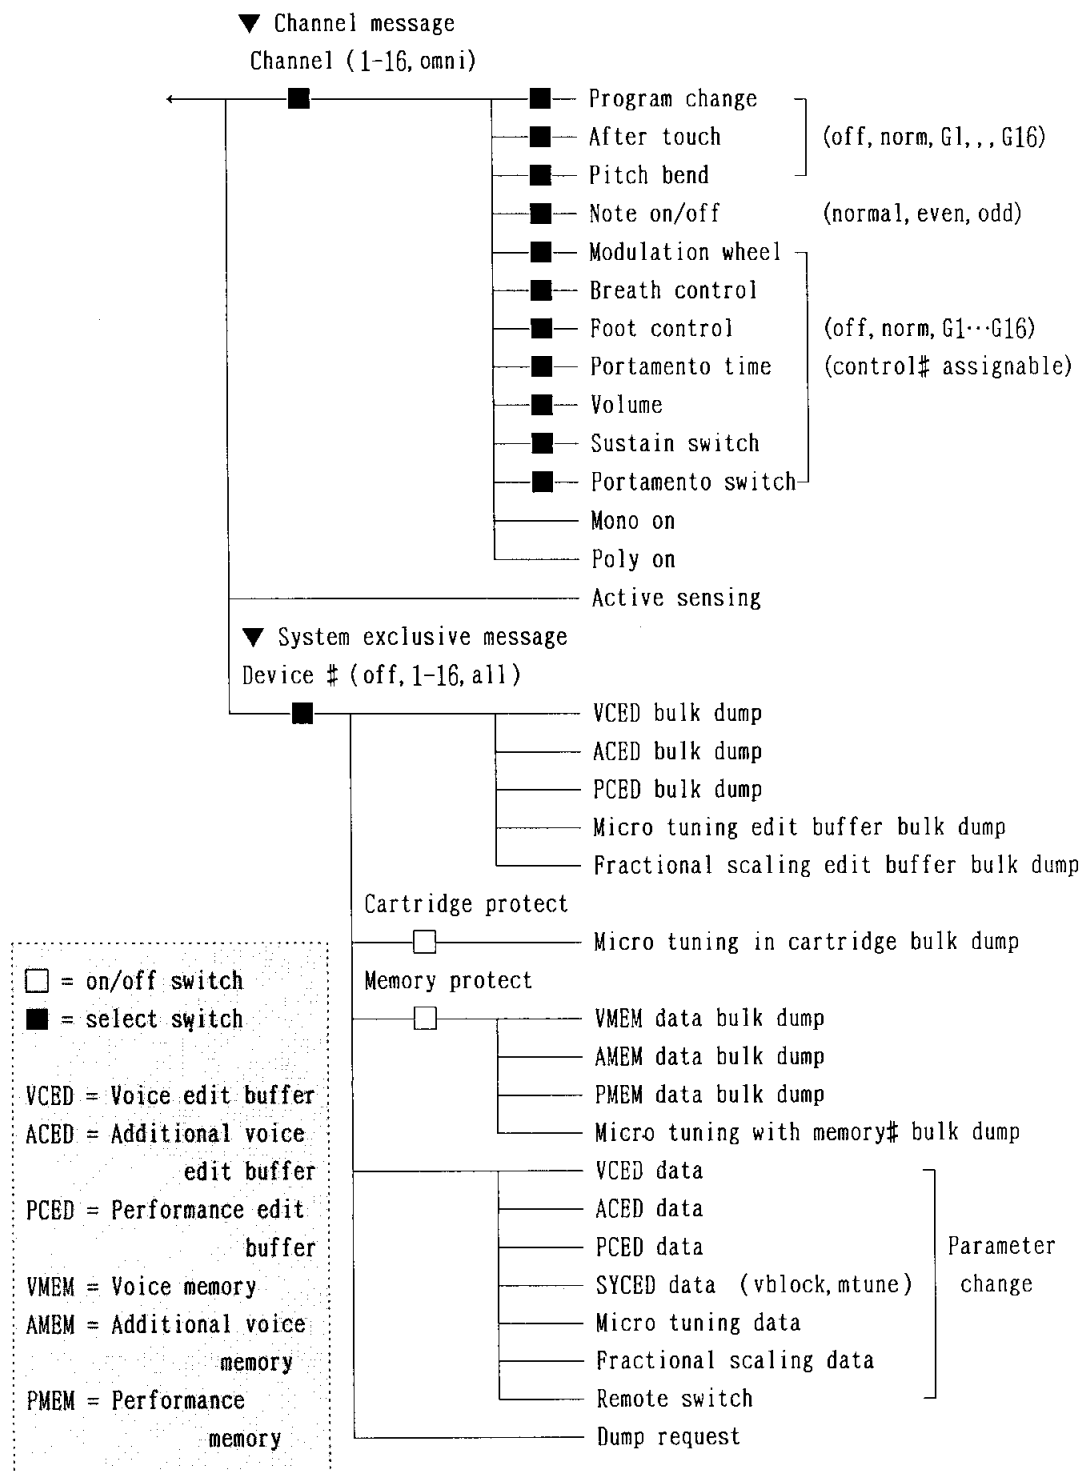 ▼ Channel message
Channel (1-16, omni)
Program change
After touch (off, norm, G1,,, G16)
Pitch bend
Note on/off (normal, even, odd)
Modulation wheel
Breath control
Foot control (off, norm, G1···G16)
Portamento time (control# assignable)
Volume
Sustain switch
Portamento switch
Mono on
Poly on
Active sensing
▼ System exclusive message
Device # (off, 1-16, all)
VCED bulk dump
ACED bulk dump
PCED bulk dump
Micro tuning edit buffer bulk dump
Fractional scaling edit buffer bulk dump
Cartridge protect
Micro tuning in cartridge bulk dump
Memory protect
VMEM data bulk dump
AMEM data bulk dump
PMEM data bulk dump
Micro tuning with memory# bulk dump
VCED data
ACED data
PCED data
SYCED data (vblock, mtune)
Micro tuning data
Fractional scaling data
Remote switch
Parameter
change
Dump request
□ = on/off switch
■ = select switch
VCED = Voice edit buffer
ACED = Additional voice
edit buffer
PCED = Performance edit
buffer
VMEM = Voice memory
AMEM = Additional voice
memory
PMEM = Performance
memory